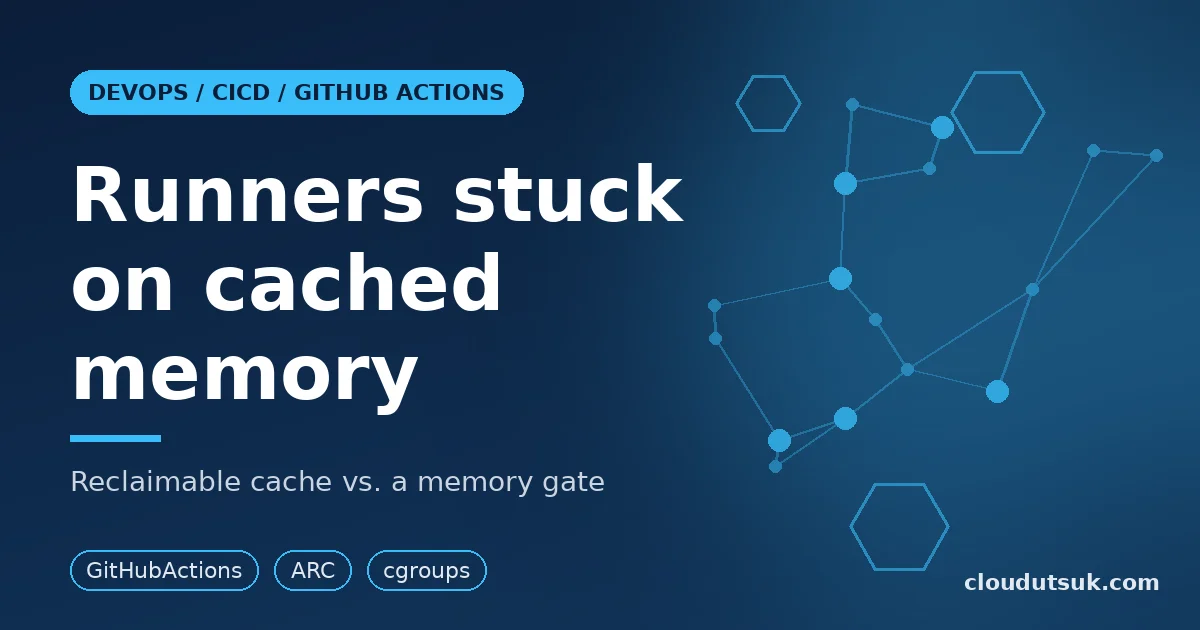 DEVOPS / CICD / GITHUB ACTIONS
Runners stuck
on cached
memory
Reclaimable cache vs. a memory gate
GitHubActions ARC cgroups
cloudutsuk.com